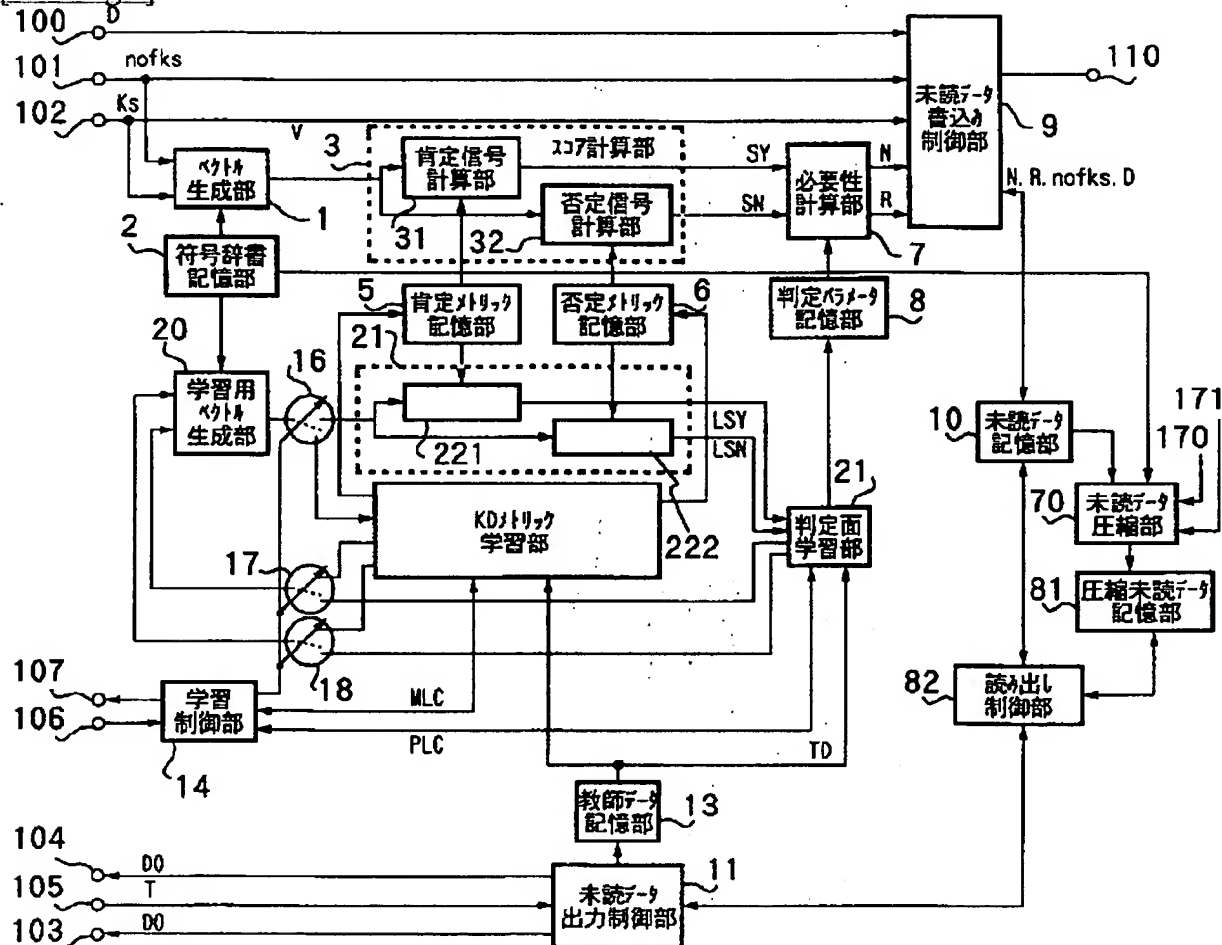 100
D
101
nofks
102
Ks
V
110
未読データ
書込み
制御部
9
3
肯定信号
計算部
31
スコア計算部
否定信号
計算部
32
SY
SN
必要性
計算部
7
N
R
N. R. nofks. D
ベクトル
生成部
1
2
符号辞書
記憶部
5
肯定メトリック
記憶部
否定メトリック
記憶部
6
判定パラメータ
記憶部
8
20
学習用
ベクトル
生成部
16
21
221
222
LSY
LSN
KDメトリック
学習部
21
判定面
学習部
10
未読データ
記憶部
171
170
70
未読データ
圧縮部
81
圧縮未読データ
記憶部
82
読み出し
制御部
17
18
107
106
学習
制御部
14
MLC
PLC
TD
教師データ
記憶部
13
104
DO
105
T
103
DO
未読データ
出力制御部
11